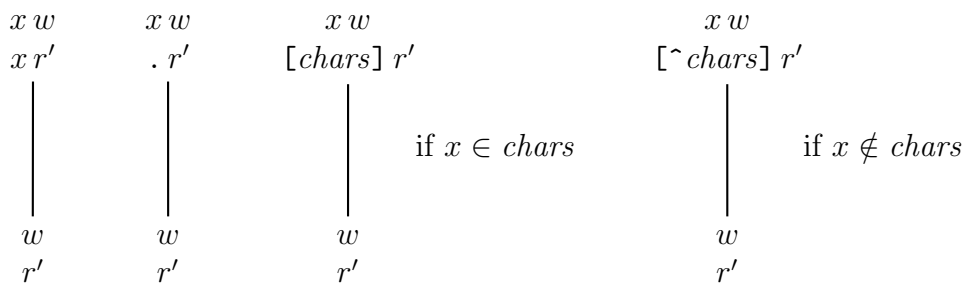 x w x w x w x w
x r′ . r′ [chars] r′ [^chars] r′
if x ∈ chars if x ∉ chars
w w w w
r′ r′ r′ r′